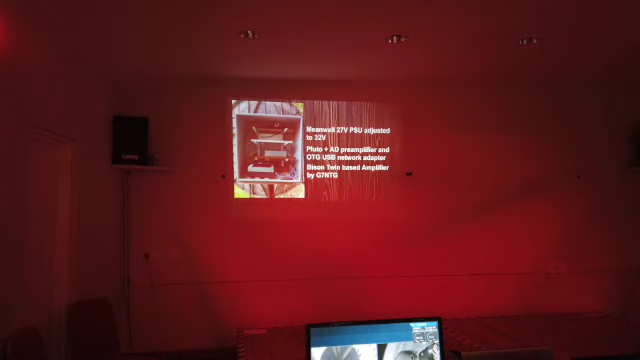 Meanwell 27V PSU adjusted
to 32V
Pluto + AD preamplifier and
OTG USB network adapter
Bison Twin based Amplifier
by G7NTG